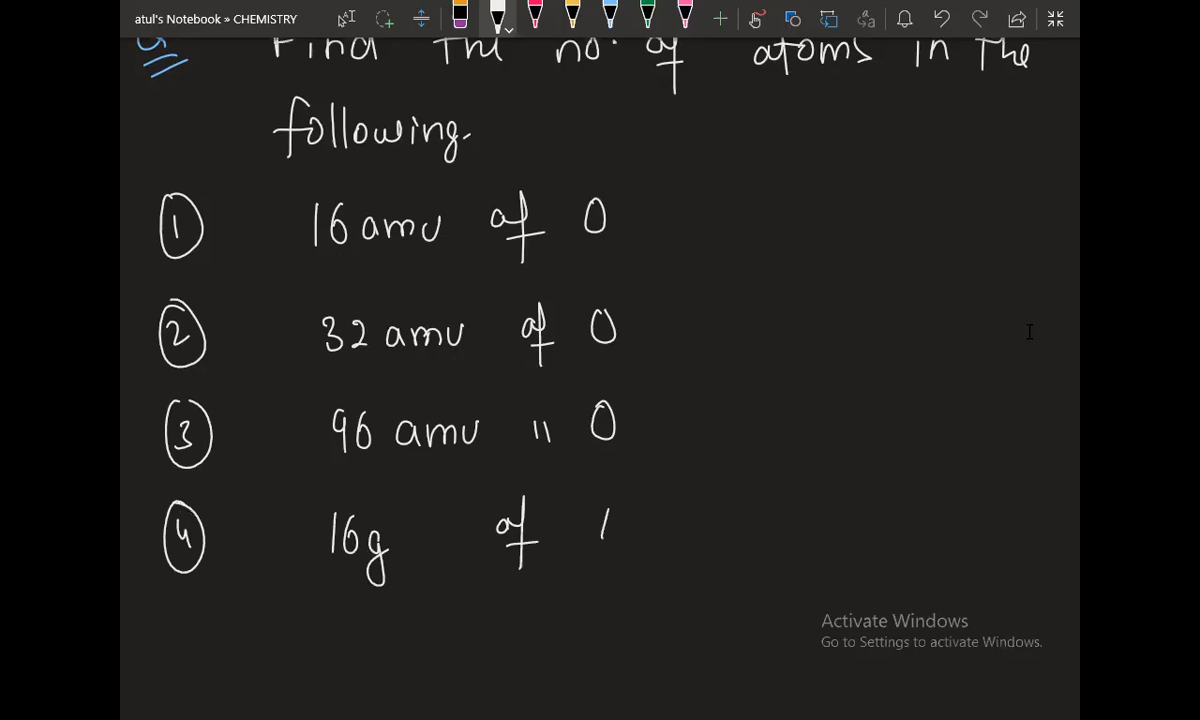 atul's Notebook » CHEMISTRY
Q Find the no. of atoms in the
following.
1 16 amu of O
2 32 amu of O
3 96 amu " O
4 16g of
Activate Windows
Go to Settings to activate Windows.